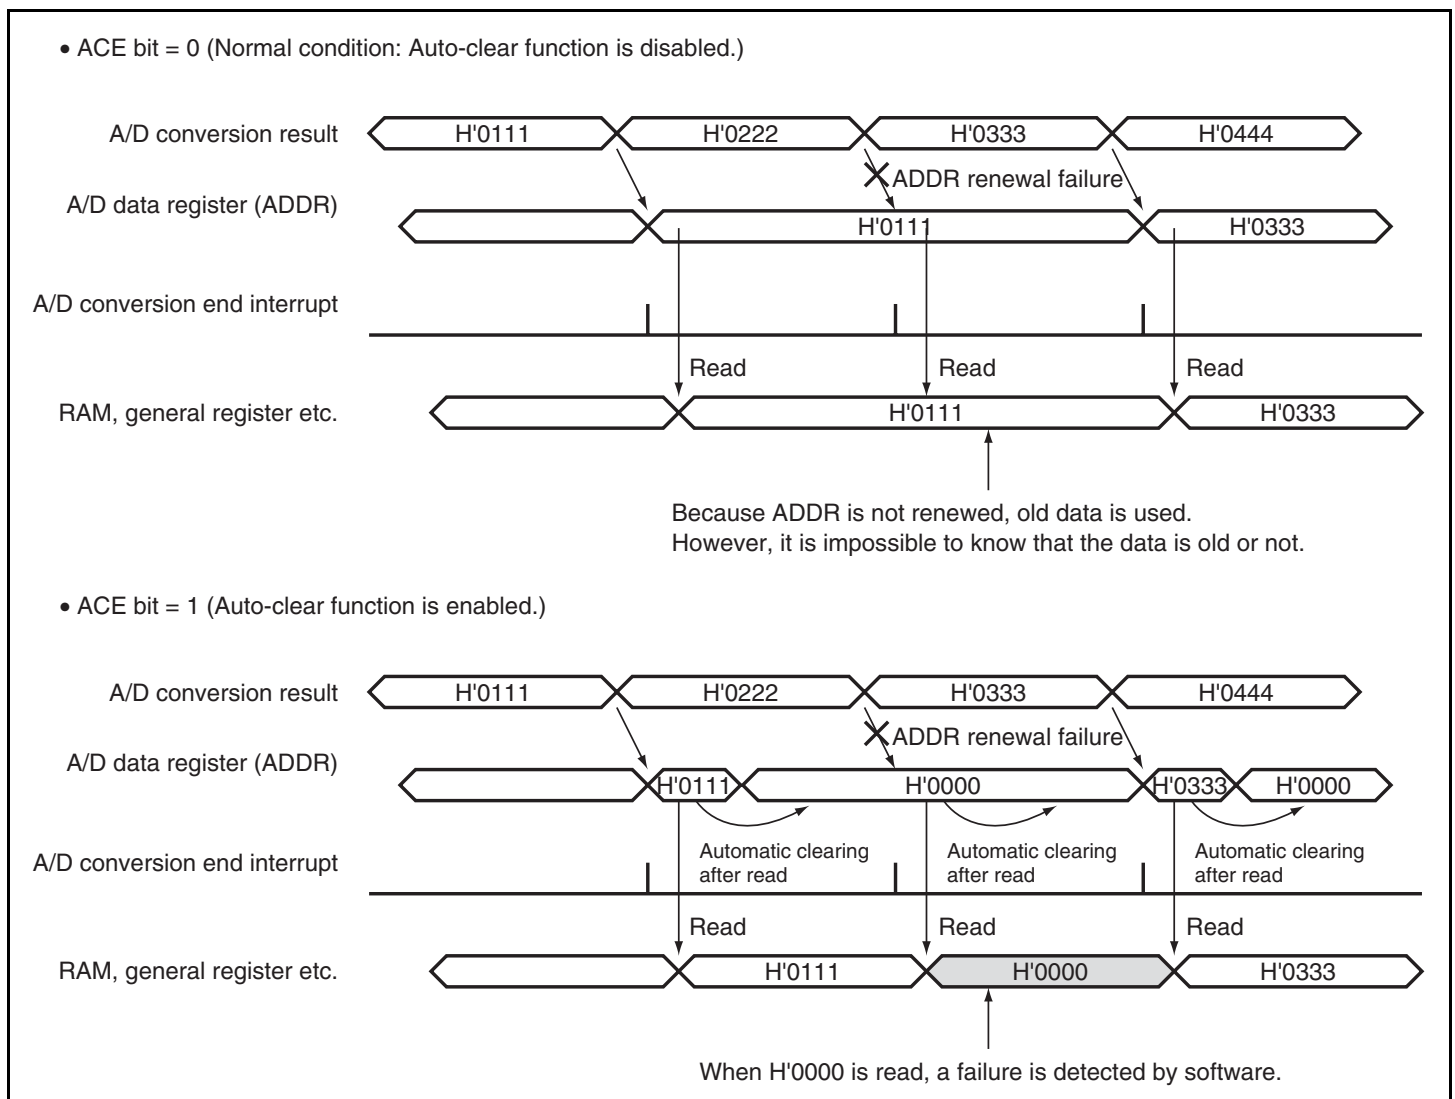 • ACE bit = 0 (Normal condition: Auto-clear function is disabled.)
A/D conversion result
H'0111
H'0222
H'0333
H'0444
ADDR renewal failure
A/D data register (ADDR)
H'0111
H'0333
A/D conversion end interrupt
Read
Read
Read
RAM, general register etc.
H'0111
H'0333
Because ADDR is not renewed, old data is used.
However, it is impossible to know that the data is old or not.
• ACE bit = 1 (Auto-clear function is enabled.)
A/D conversion result
H'0111
H'0222
H'0333
H'0444
ADDR renewal failure
A/D data register (ADDR)
H'0111
H'0000
H'0333
H'0000
A/D conversion end interrupt
Automatic clearing
after read
Automatic clearing
after read
Automatic clearing
after read
Read
Read
Read
RAM, general register etc.
H'0111
H'0000
H'0333
When H'0000 is read, a failure is detected by software.